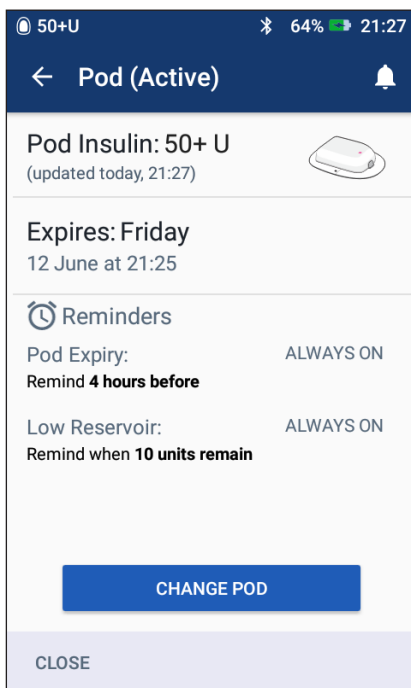 50+U 64% 21:27
Pod (Active)
Pod Insulin: 50+ U
(updated today, 21:27)
Expires: Friday
12 June at 21:25
Reminders
Pod Expiry: ALWAYS ON
Remind 4 hours before
Low Reservoir: ALWAYS ON
Remind when 10 units remain
CHANGE POD
CLOSE